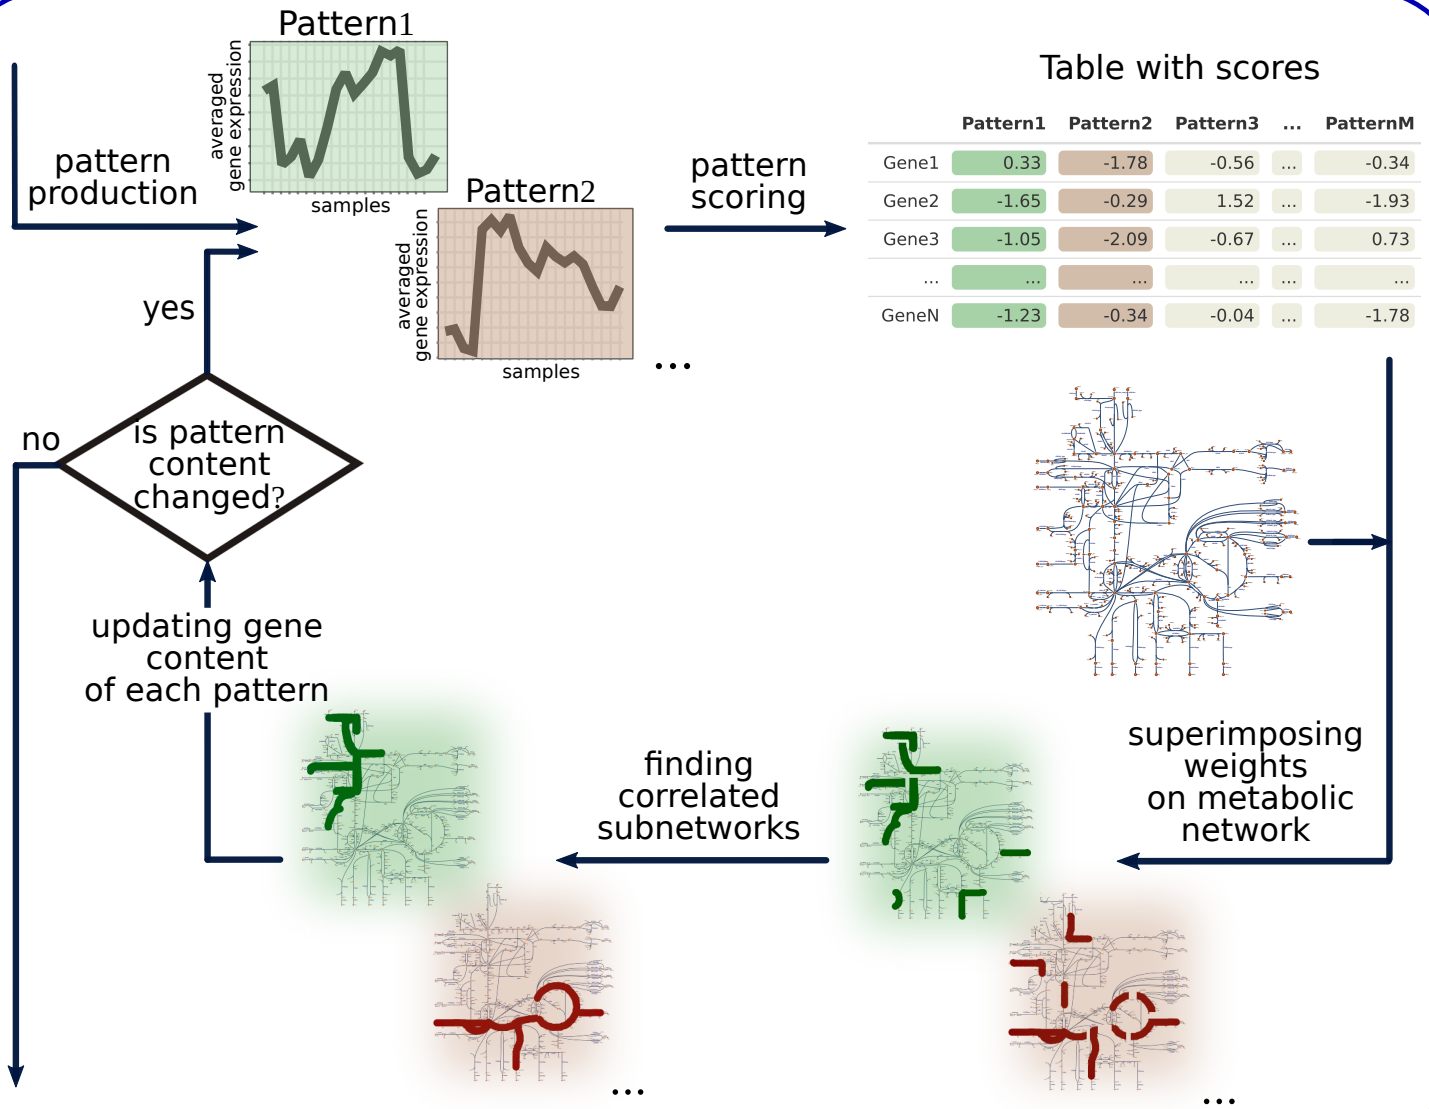 Pattern1
averaged
gene expression
samples
pattern
production
Pattern2
averaged
gene expression
samples
...
pattern
scoring
Table with scores
Pattern1 Pattern2 Pattern3 ... PatternM
Gene1 0.33 -1.78 -0.56 ... -0.34
Gene2 -1.65 -0.29 1.52 ... -1.93
Gene3 -1.05 -2.09 -0.67 ... 0.73
... ... ... ... ... ...
GeneN -1.23 -0.34 -0.04 ... -1.78
yes
no
is pattern
content
changed?
updating gene
content
of each pattern
finding
correlated
subnetworks
superimposing
weights
on metabolic
network
...
...